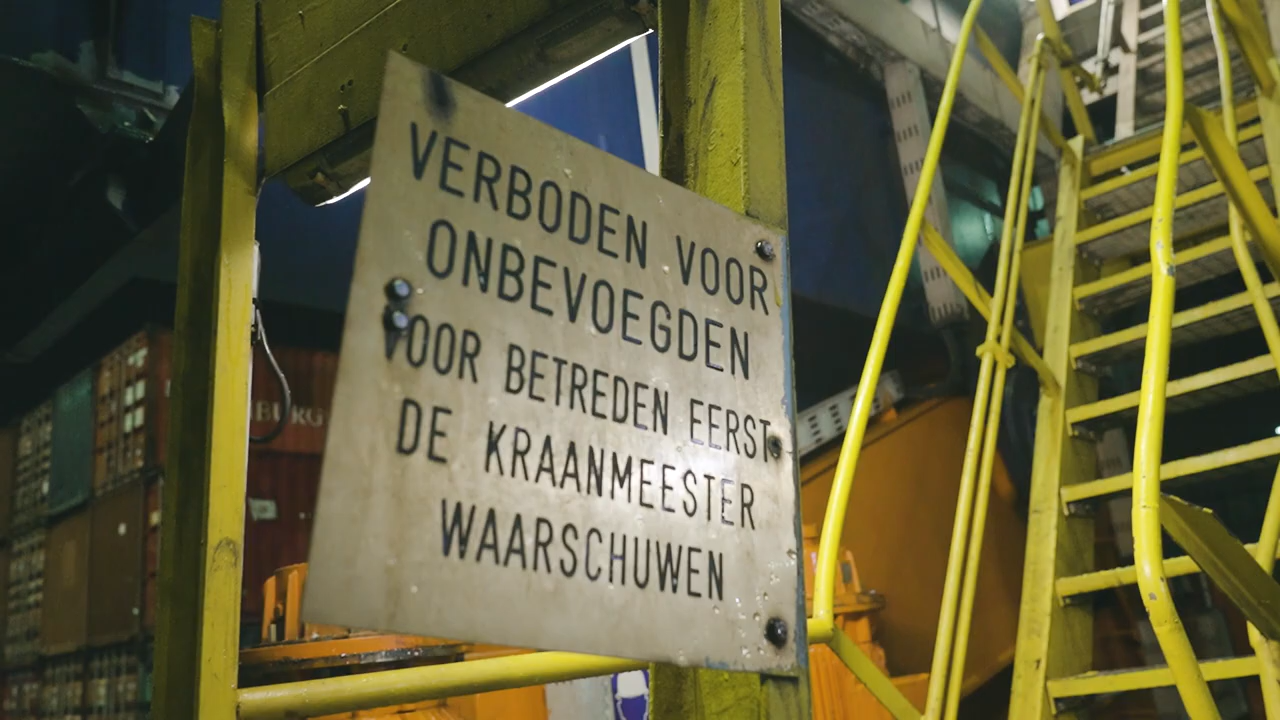 VERBODEN VOOR
ONBEVOEGDEN
VOOR BETREDEN EERST
DE KRAANMEESTER
WAARSCHUWEN